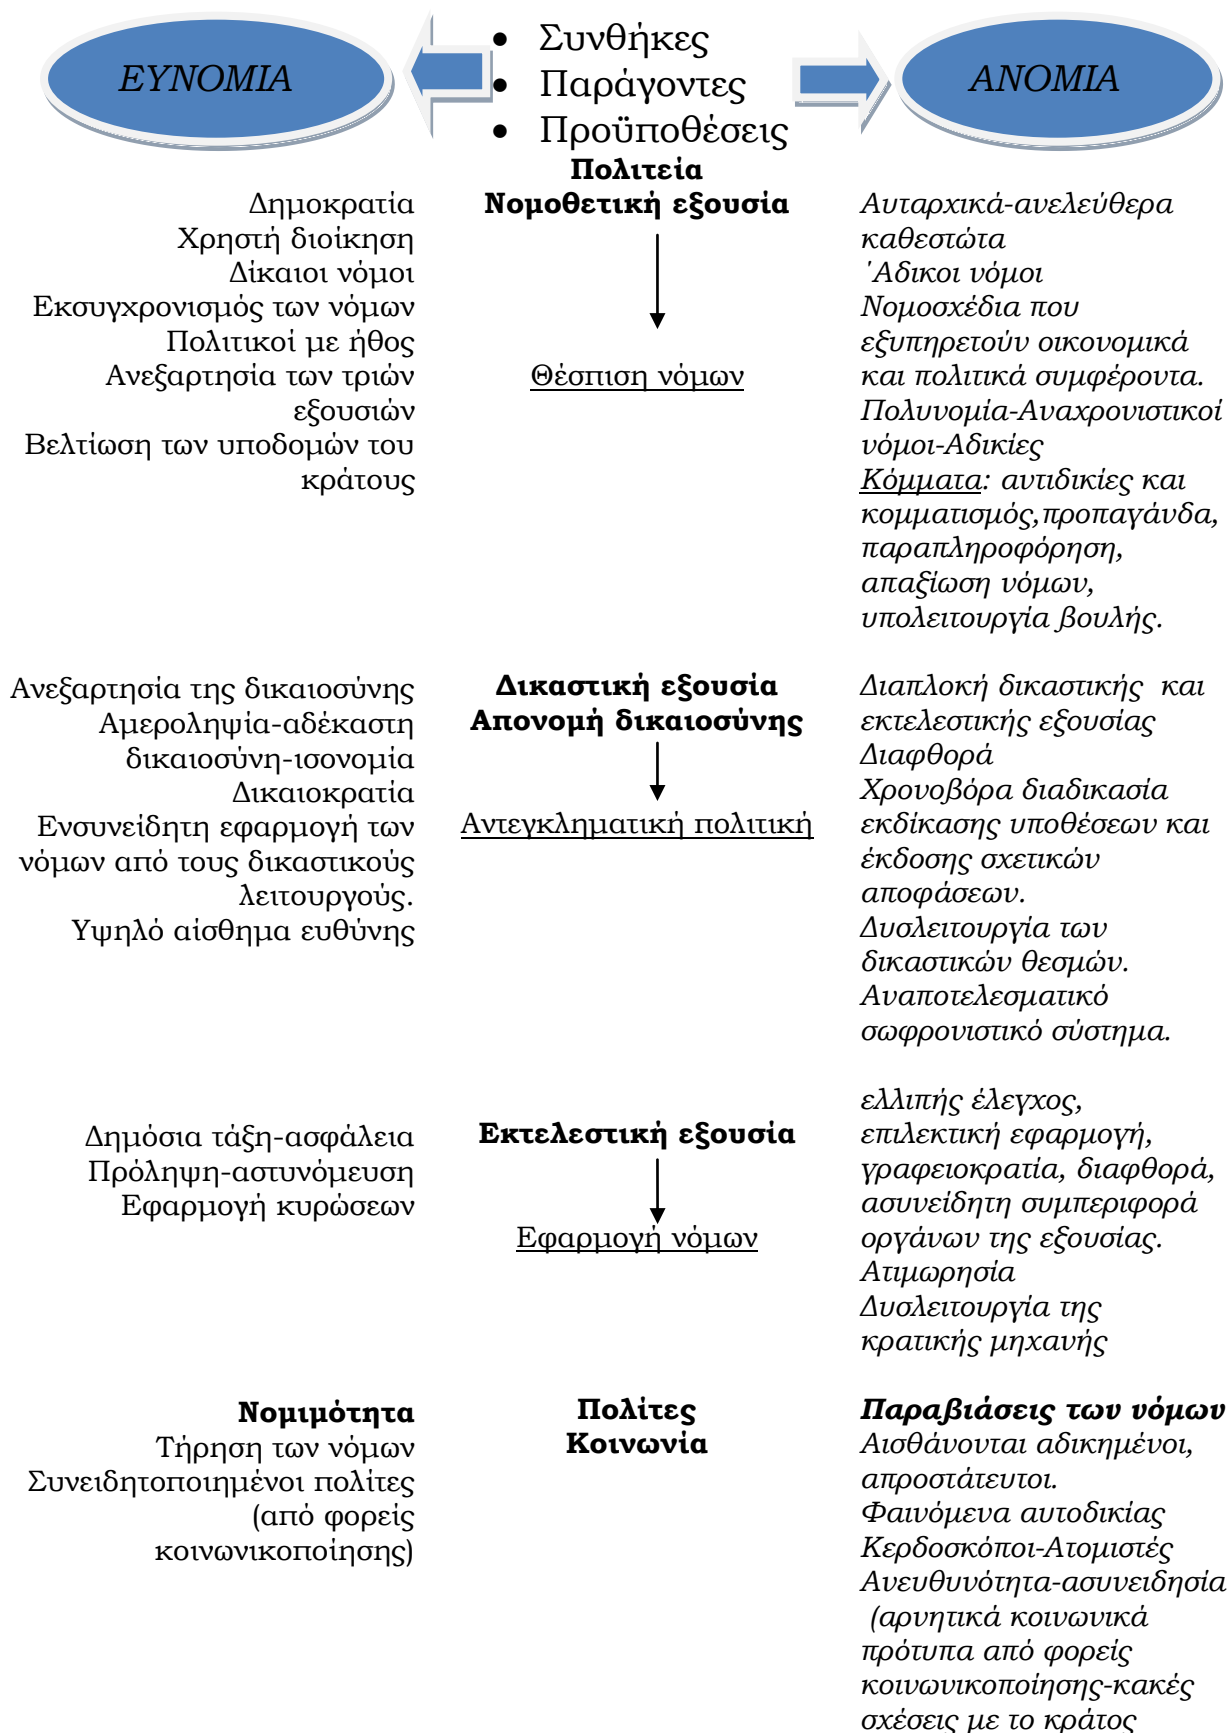 ΕΥΝΟΜΙΑ
• Συνθήκες
• Παράγοντες
• Προϋποθέσεις
ΑΝΟΜΙΑ
Πολιτεία
Νομοθετική εξουσία
Θέσπιση νόμων
Δημοκρατία
Χρηστή διοίκηση
Δίκαιοι νόμοι
Εκσυγχρονισμός των νόμων
Πολιτικοί με ήθος
Ανεξαρτησία των τριών
εξουσιών
Βελτίωση των υποδομών του
κράτους
Αυταρχικά-ανελεύθερα
καθεστώτα
΄Αδικοι νόμοι
Νομοσχέδια που
εξυπηρετούν οικονομικά
και πολιτικά συμφέροντα.
Πολυνομία-Αναχρονιστικοί
νόμοι-Αδικίες
Κόμματα: αντιδικίες και
κομματισμός,προπαγάνδα,
παραπληροφόρηση,
απαξίωση νόμων,
υπολειτουργία βουλής.
Ανεξαρτησία της δικαιοσύνης
Αμεροληψία-αδέκαστη
δικαιοσύνη-ισονομία
Δικαιοκρατία
Ενσυνείδητη εφαρμογή των
νόμων από τους δικαστικούς
λειτουργούς.
Υψηλό αίσθημα ευθύνης
Δικαστική εξουσία
Απονομή δικαιοσύνης
Αντεγκληματική πολιτική
Διαπλοκή δικαστικής και
εκτελεστικής εξουσίας
Διαφθορά
Χρονοβόρα διαδικασία
εκδίκασης υποθέσεων και
έκδοσης σχετικών
αποφάσεων.
Δυσλειτουργία των
δικαστικών θεσμών.
Αναποτελεσματικό
σωφρονιστικό σύστημα.
Δημόσια τάξη-ασφάλεια
Πρόληψη-αστυνόμευση
Εφαρμογή κυρώσεων
Εκτελεστική εξουσία
Εφαρμογή νόμων
ελλιπής έλεγχος,
επιλεκτική εφαρμογή,
γραφειοκρατία, διαφθορά,
ασυνείδητη συμπεριφορά
οργάνων της εξουσίας.
Ατιμωρησία
Δυσλειτουργία της
κρατικής μηχανής
Νομιμότητα
Τήρηση των νόμων
Συνειδητοποιημένοι πολίτες
(από φορείς
κοινωνικοποίησης)
Πολίτες
Κοινωνία
Παραβιάσεις των νόμων
Αισθάνονται αδικημένοι,
απροστάτευτοι.
Φαινόμενα αυτοδικίας
Κερδοσκόποι-Ατομιστές
Ανευθυνότητα-ασυνειδησία
(αρνητικά κοινωνικά
πρότυπα από φορείς
κοινωνικοποίησης-κακές
σχέσεις με το κράτος